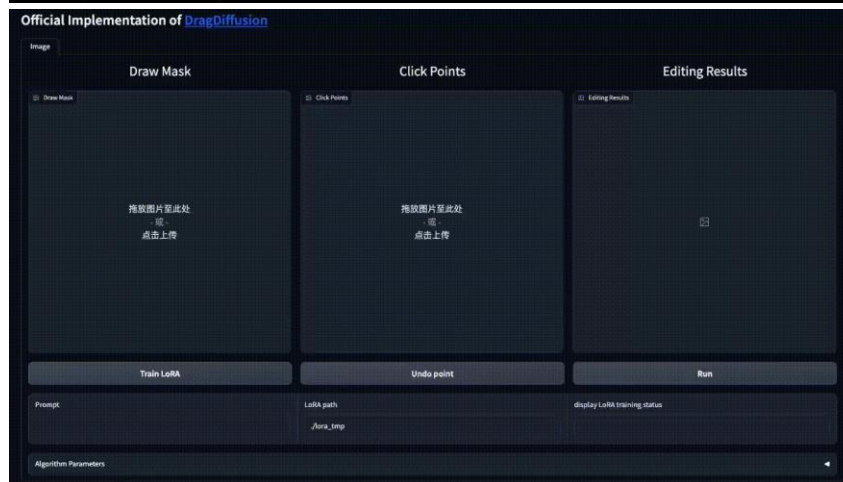 Official Implementation of DragDiffusion
Image
Draw Mask
Click Points
Editing Results
Draw Mask
Click Points
Editing Results
拖放图片至此处
- 或 -
点击上传
拖放图片至此处
- 或 -
点击上传
Train LoRA
Undo point
Run
Prompt
LoRA path
./lora_tmp
display LoRA training status
Algorithm Parameters